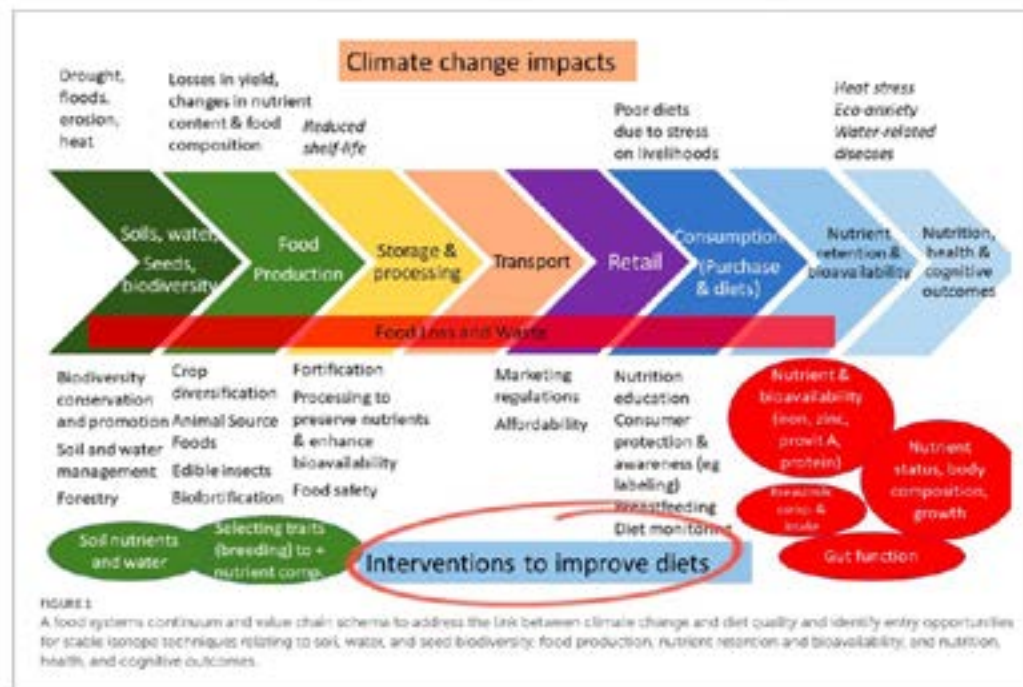 Climate change impacts
Drought,
floods,
erosion,
heat
Losses in yield,
changes in nutrient
content & food
composition
Reduced
shelf-life
Poor diets
due to stress
on livelihoods
Heat stress
Eco-anxiety
Water-related
diseases
Soils, water,
Seeds,
biodiversity
Food
Production
Storage &
processing
Transport
Retail
Consumption
(Purchase
& diets)
Nutrient
retention &
bioavailability
Nutrition,
health &
cognitive
outcomes
Food Loss and Waste
Biodiversity
conservation
and promotion
Soil and water
management
Forestry
Crop
diversification
Animal Source
Foods
Edible insects
Biofortification
Fortification
Processing to
preserve nutrients
& enhance
bioavailability
Food safety
Marketing
regulations
Affordability
Nutrition
education
Consumer
protection &
awareness (eg
labeling)
Breastfeeding
Diet monitoring
Nutrient &
bioavailability
(iron, zinc,
provit A,
protein)
Nutrient
status, body
composition,
growth
Breastmilk
comp. &
intake
Gut function
Soil nutrients
and water
Selecting traits
(breeding) to +
nutrient comp.
Interventions to improve diets
FIGURE 1
A food systems continuum and value chain schema to address the link between climate change and diet quality and identify entry opportunities
for stable isotope techniques relating to soil, water, and seed biodiversity, food production, nutrient retention and bioavailability, and nutrition,
health, and cognitive outcomes.